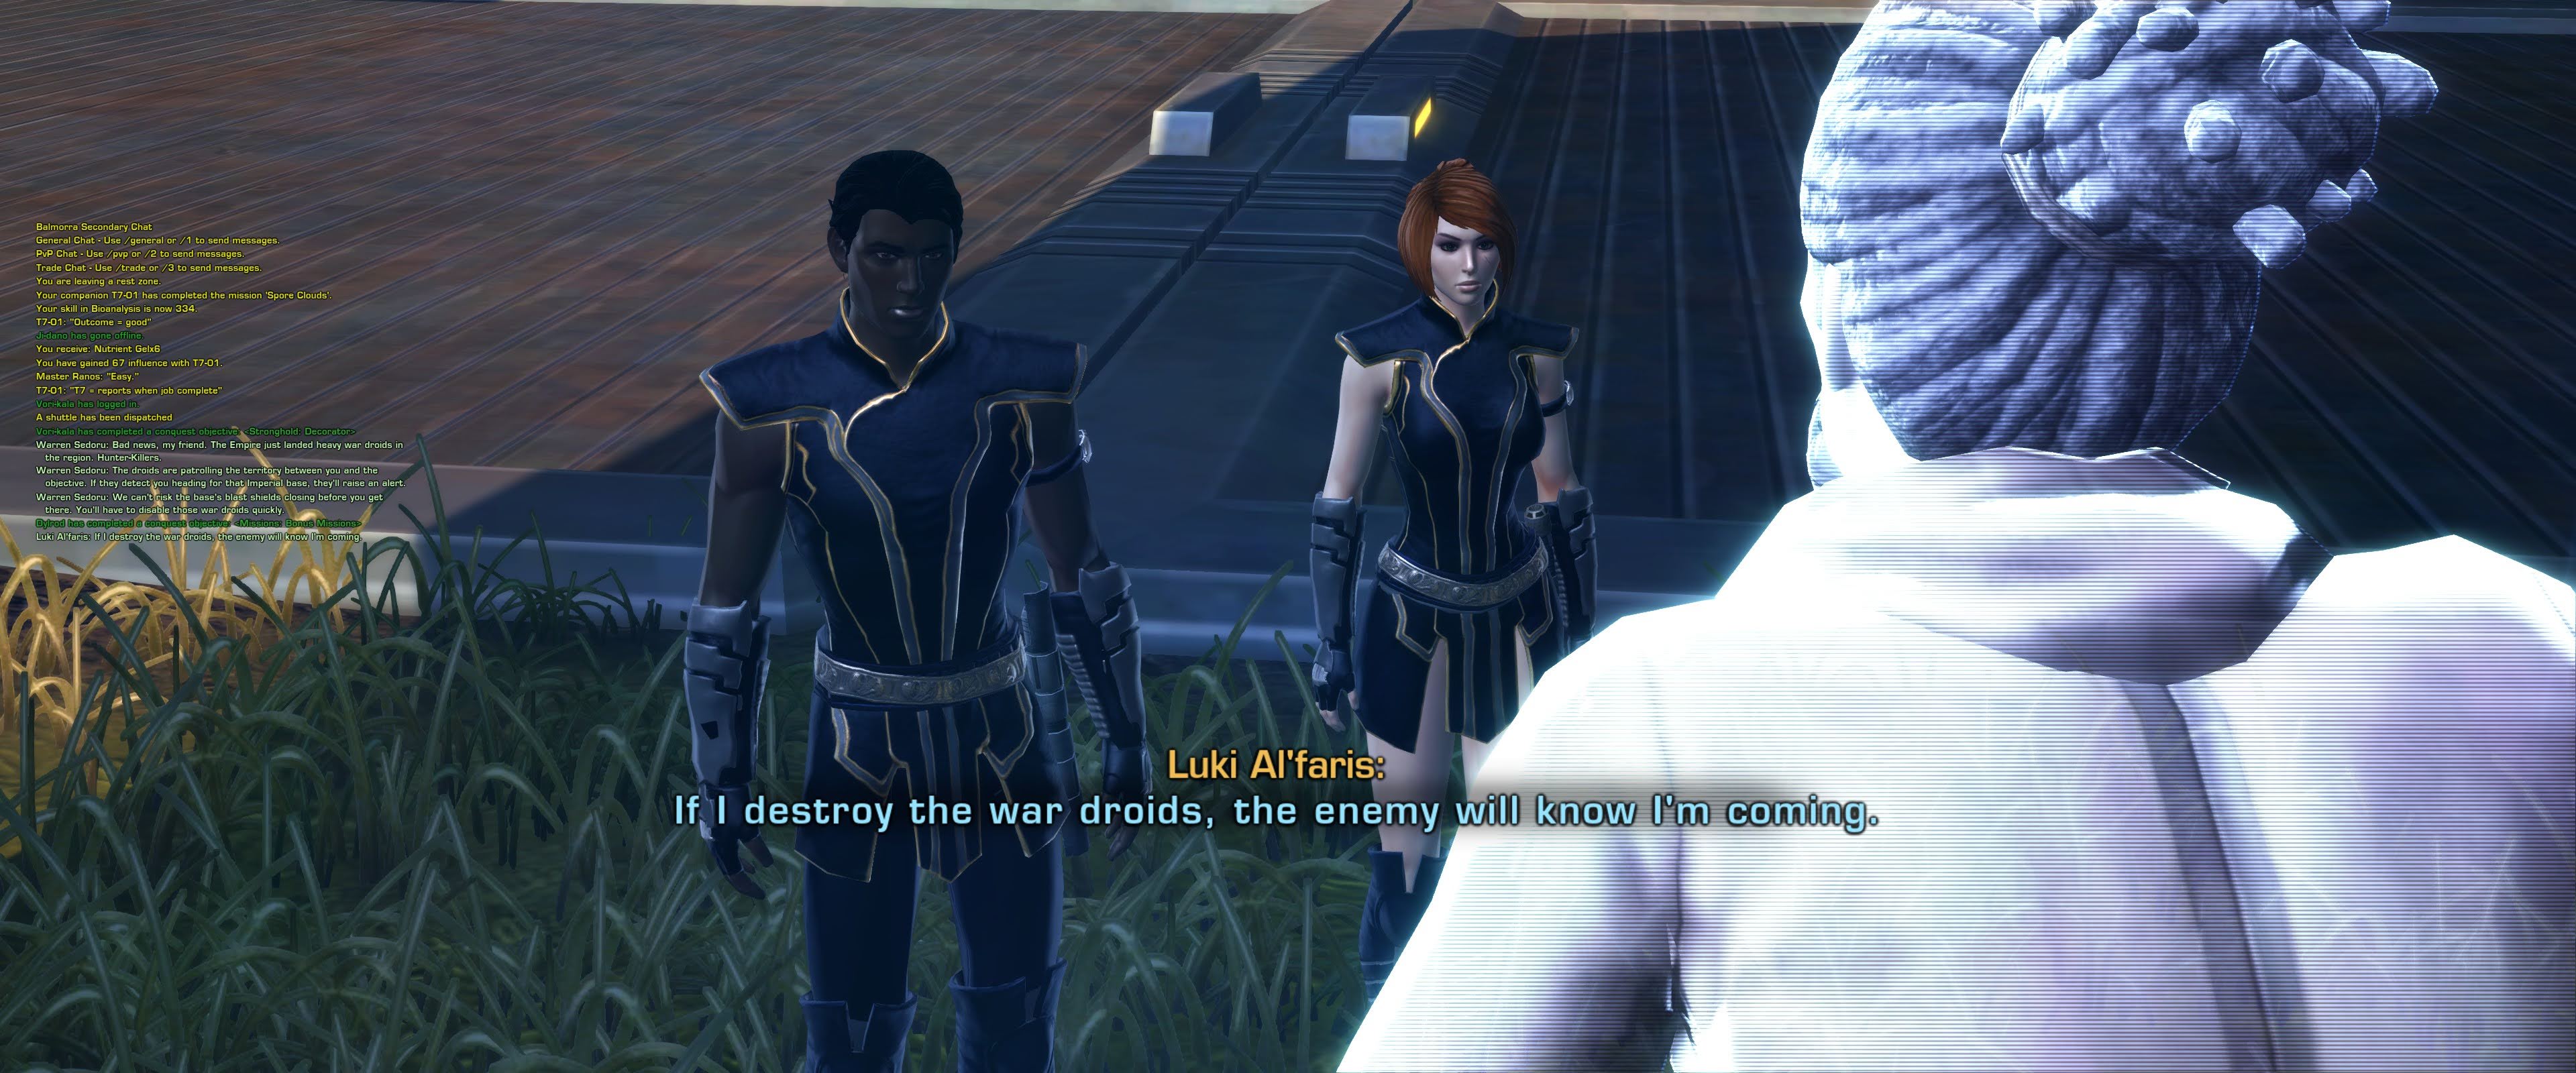 Balmorra Secondary Chat
General Chat - Use /general or /1 to send messages.
PvP Chat - Use /pvp or /2 to send messages.
Trade Chat - Use /trade or /3 to send messages.
You are leaving a rest zone.
Your companion T7-01 has completed the mission 'Spore Clouds'.
Your skill in Bioanalysis is now 334.
T7-01: "Outcome = good"
Jedano has gone offline.
You receive: Nutrient Gelx6
You have gained 67 influence with T7-01.
Master Ranos: "Easy."
T7-01: "T7 = reports when job complete"
Vori-kala has logged in.
A shuttle has been dispatched
Vori-kala has completed a conquest objective: <Stronghold: Decorator>
Warren Sedoru: Bad news, my friend. The Empire just landed heavy war droids in
the region. Hunter-Killers.
Warren Sedoru: The droids are patrolling the territory between you and the
objective. If they detect you heading for that Imperial base, they'll raise an alert.
Warren Sedoru: We can't risk the base's blast shields closing before you get
there. You'll have to disable those war droids quickly.
Dylrod has completed a conquest objective: <Missions: Bonus Missions>
Luki Al'faris: If I destroy the war droids, the enemy will know I'm coming.
Luki Al'faris:
If I destroy the war droids, the enemy will know I'm coming.